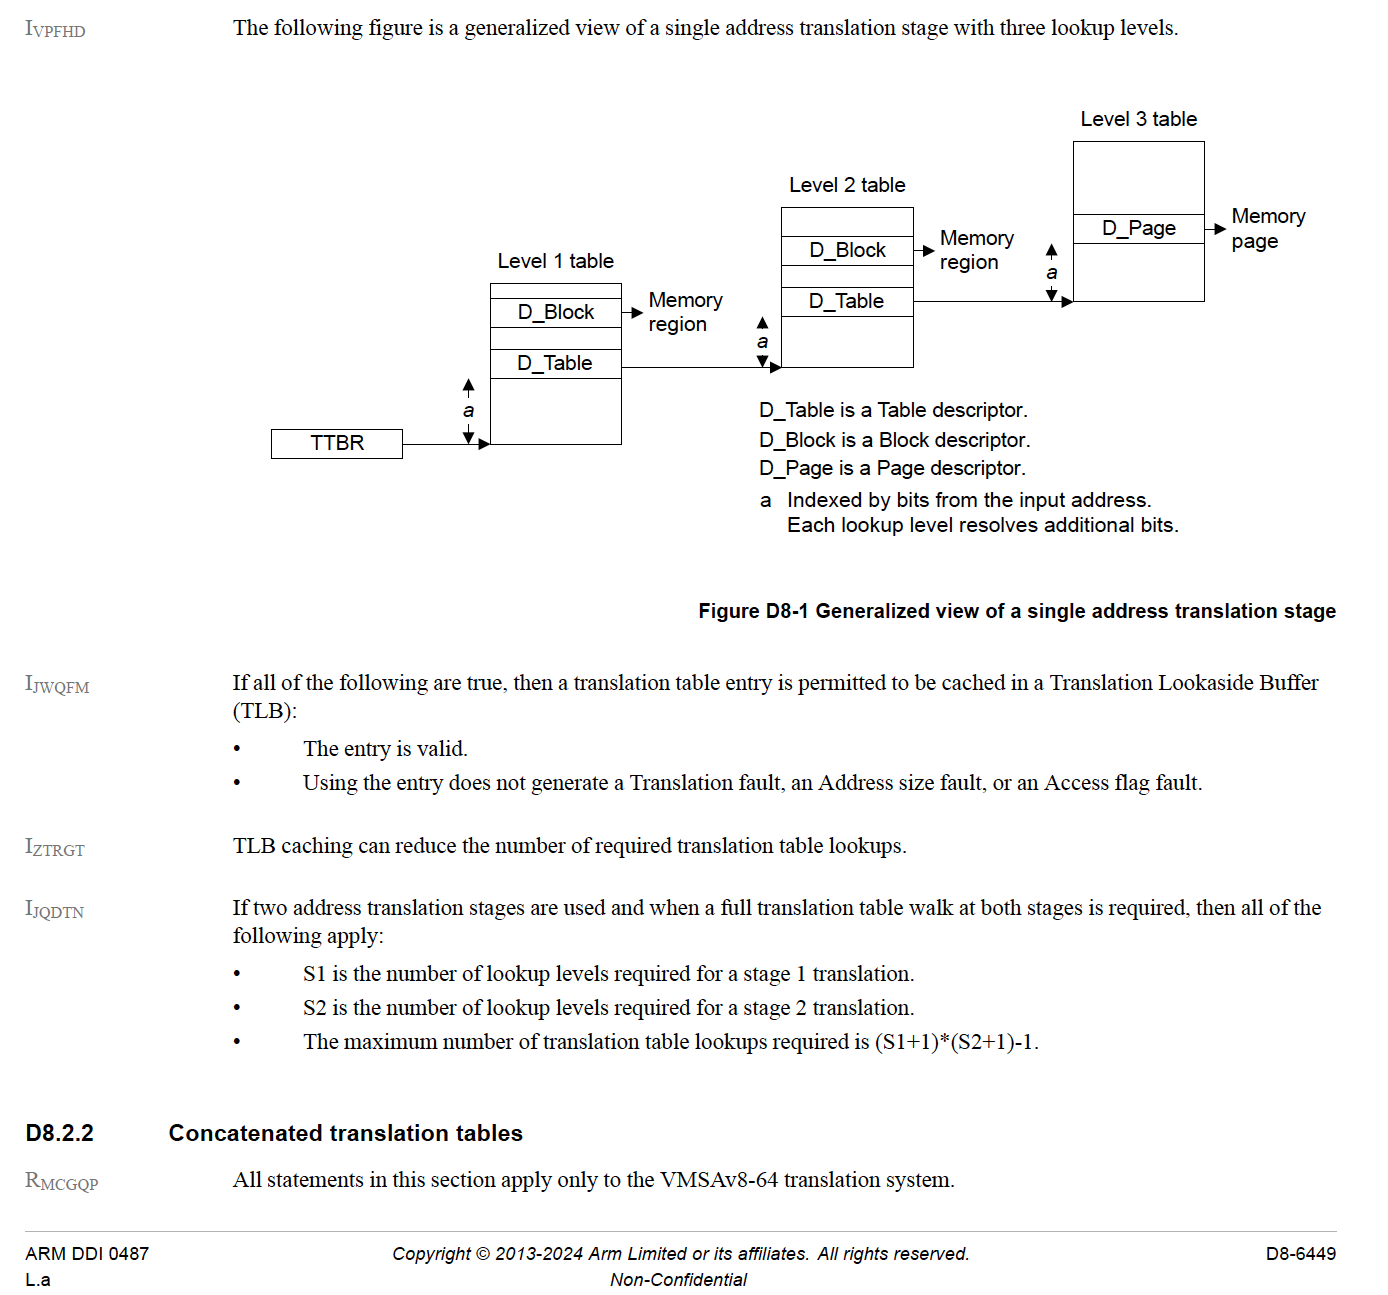 IVPFHD The following figure is a generalized view of a single address translation stage with three lookup levels.
Level 3 table
Level 2 table
D_Page
Memory
page
D_Block
Memory
region
a
Level 1 table
D_Table
D_Block
Memory
region
a
D_Table
a
D_Table is a Table descriptor.
TTBR
D_Block is a Block descriptor.
D_Page is a Page descriptor.
a Indexed by bits from the input address.
Each lookup level resolves additional bits.
Figure D8-1 Generalized view of a single address translation stage
IJWQFM If all of the following are true, then a translation table entry is permitted to be cached in a Translation Lookaside Buffer
(TLB):
• The entry is valid.
• Using the entry does not generate a Translation fault, an Address size fault, or an Access flag fault.
IZTRGT TLB caching can reduce the number of required translation table lookups.
IJQDTN If two address translation stages are used and when a full translation table walk at both stages is required, then all of the
following apply:
• S1 is the number of lookup levels required for a stage 1 translation.
• S2 is the number of lookup levels required for a stage 2 translation.
• The maximum number of translation table lookups required is (S1+1)*(S2+1)-1.
D8.2.2 Concatenated translation tables
RMCGQP All statements in this section apply only to the VMSAv8-64 translation system.
ARM DDI 0487 Copyright © 2013-2024 Arm Limited or its affiliates. All rights reserved. D8-6449
L.a Non-Confidential